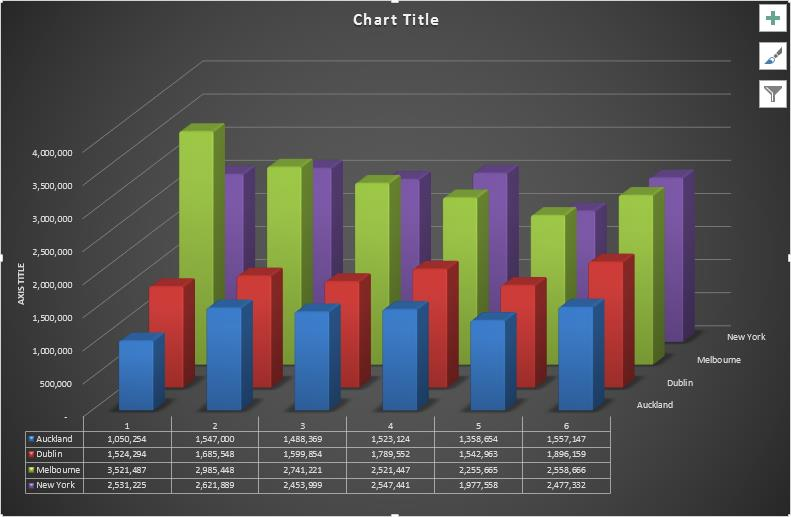 Chart Title
4,000,000
3,500,000
3,000,000
2,500,000
2,000,000
1,500,000
1,000,000
500,000
-
AXIS TITLE
New York
Melbourne
Dublin
Auckland
1 2 3 4 5 6
Auckland 1,050,254 1,547,000 1,488,369 1,523,124 1,358,654 1,557,147
Dublin 1,524,294 1,685,548 1,599,854 1,789,552 1,542,963 1,896,159
Melbourne 3,521,487 2,985,448 2,741,221 2,521,447 2,255,665 2,558,666
New York 2,531,225 2,621,889 2,453,999 2,547,441 1,977,558 2,477,332